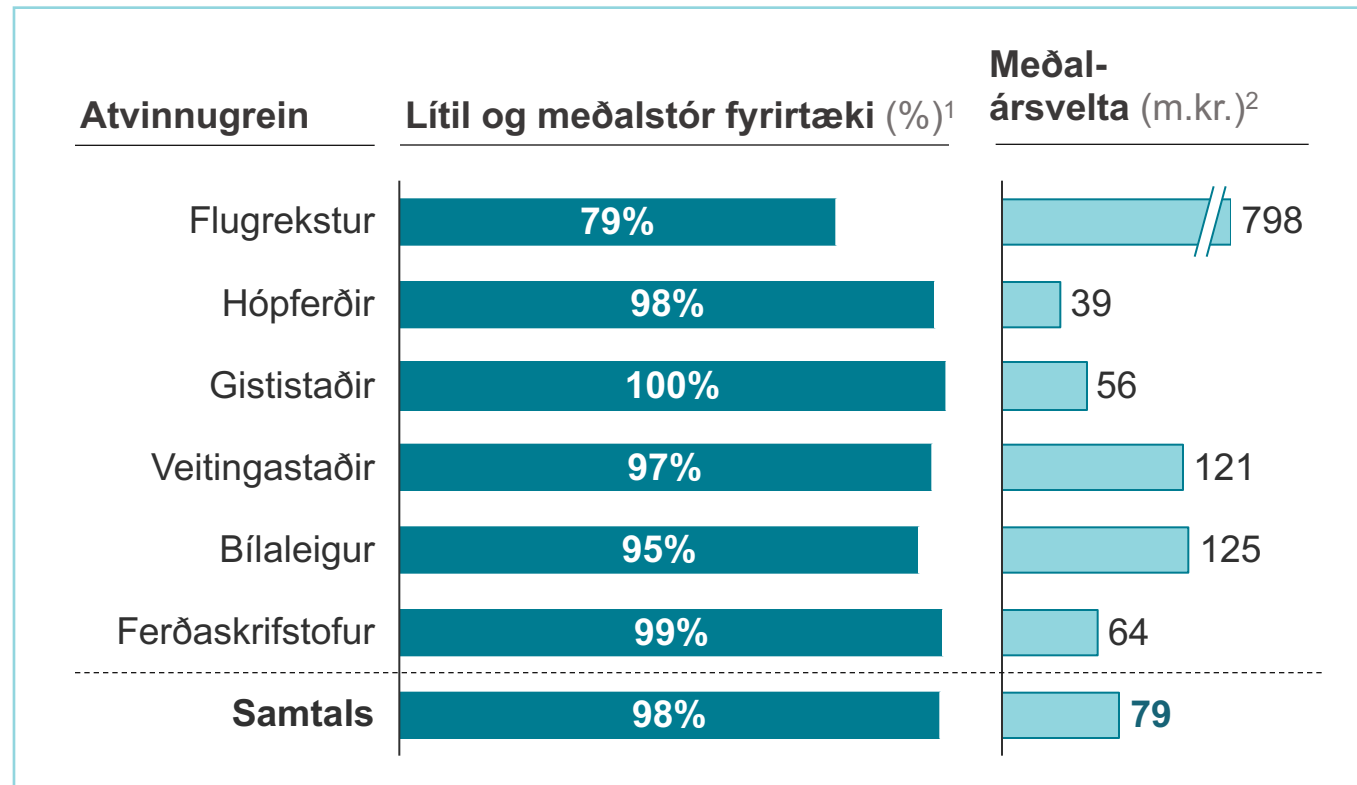 Atvinnugrein Lítil og meðalstór fyrirtæki (%)1 Meðal-
ársvelta (m.kr.)2
Flugrekstur 79% 798
Hópferðir 98% 39
Gististaðir 100% 56
Veitingastaðir 97% 121
Bílaleigur 95% 125
Ferðaskrifstofur 99% 64
Samtals 98% 79